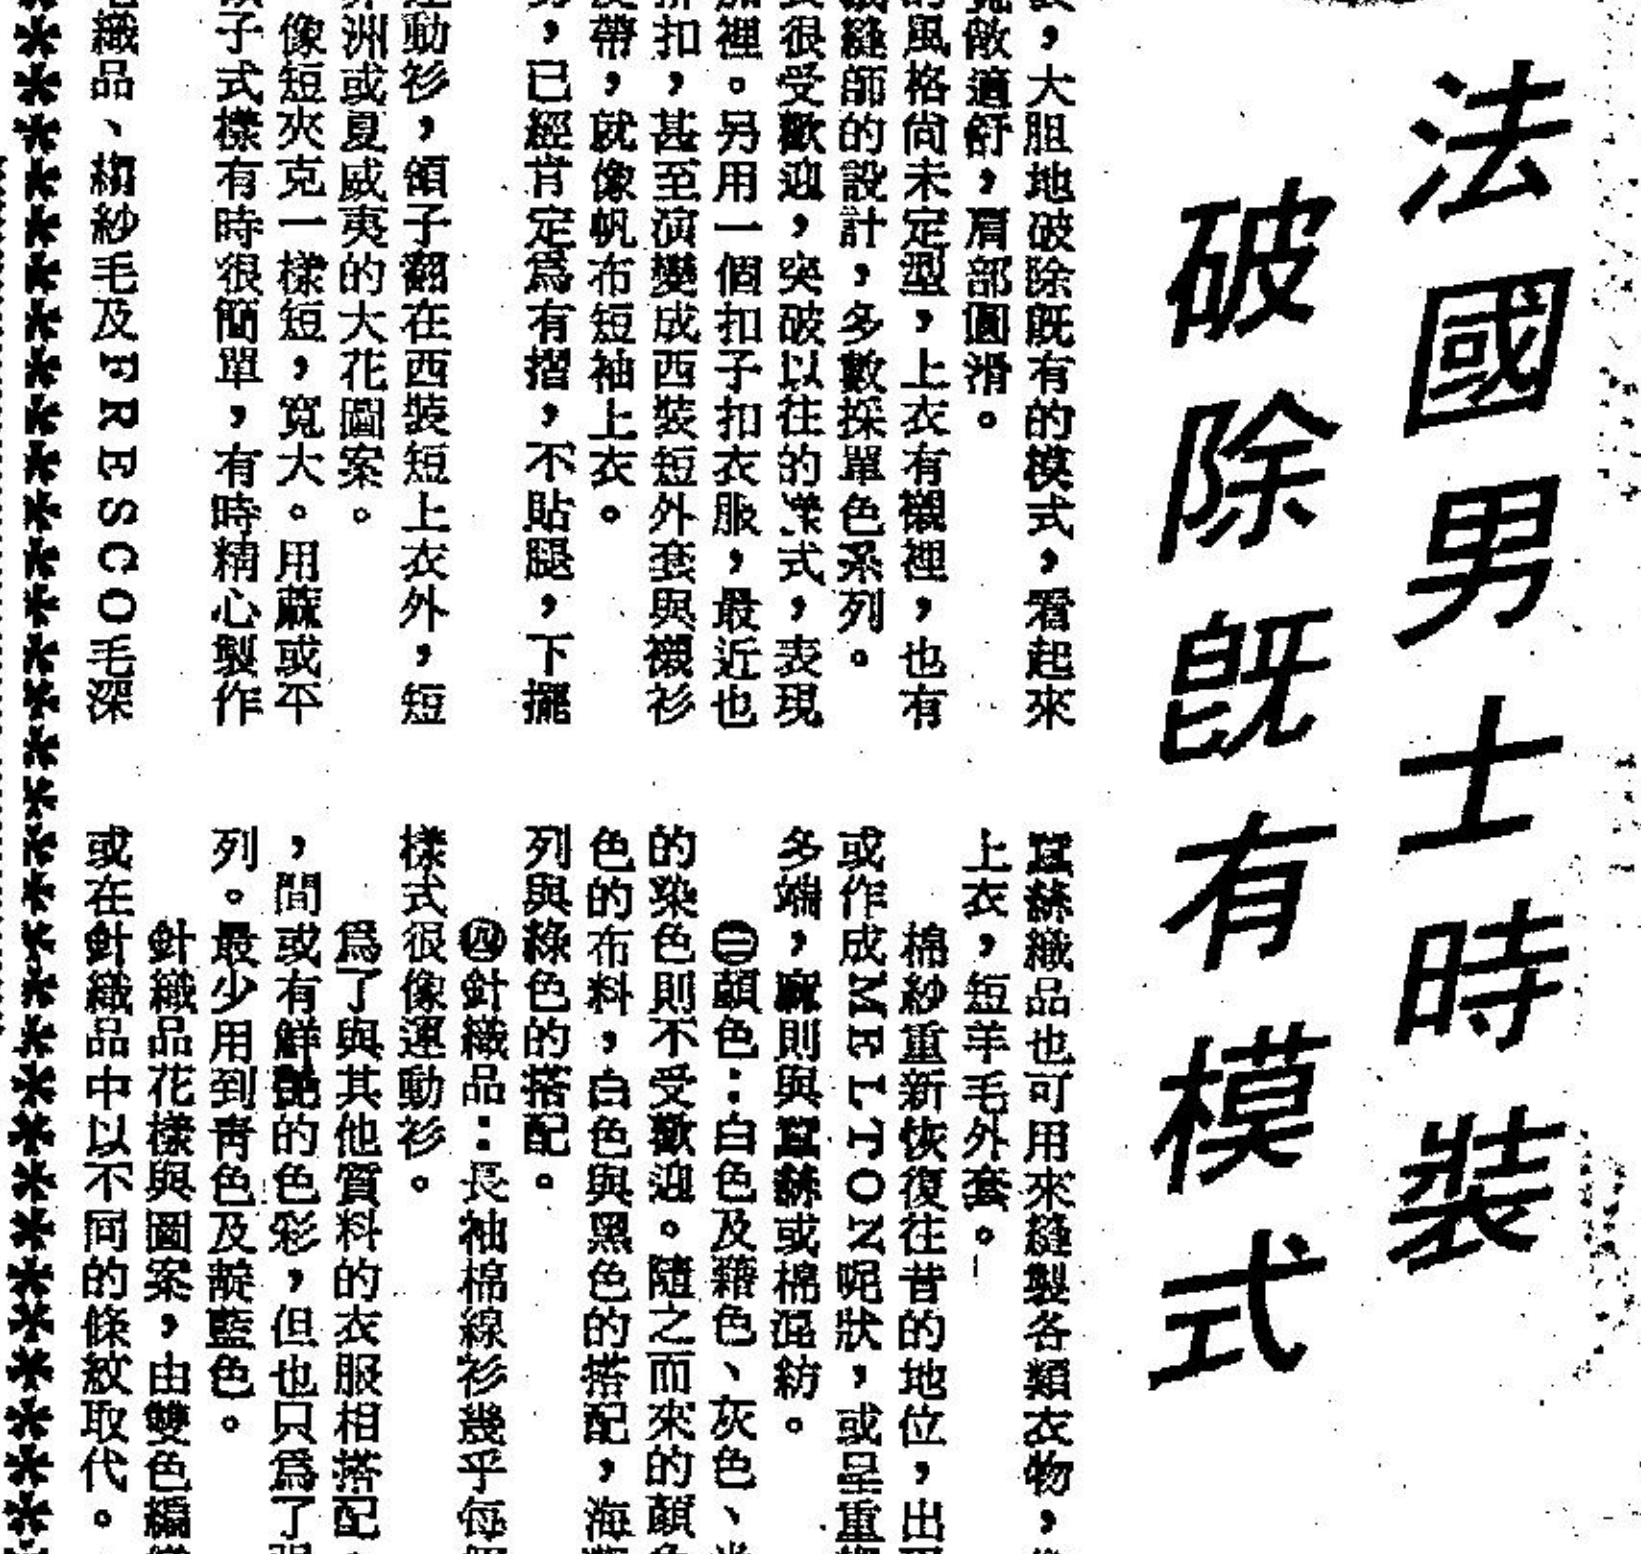 法國男士時裝
破除既有模式
,大胆地破除既有的模式,看起來
寬敞適舒,肩部圓滑。
的風格尚未定型,上衣有襯裡,也有
縫師的設計,多數採單色系列。
很受歡迎,突破以往的樣式,表現
裡。另用一個扣子扣衣服,最近也
扣,甚至演變成西裝短外套與襯衫
帶,就像帆布短袖上衣。
,已經肯定爲有摺,不貼腿,下擺
運動衫,領子翻在西裝短上衣外,短
洲或夏威夷的大花圖案。
像短夾克一樣短,寬大。用蔴或平
子式樣有時很簡單,有時精心製作
織品、縐紗毛及FRESCO毛深
蠶絲織品也可用來縫製各類衣物,
上衣,短羊毛外套。
棉紗重新恢復往昔的地位,出
或作成MELTON呢狀,或呈重
多端,蔴則與蠶絲或棉混紡。
㊂顏色:白色及藉色、灰色、
的染色則不受歡迎。隨之而來的顏
色的布料,白色與黑色的搭配,海
列與綠色的搭配。
㊃針織品:長袖棉線衫幾乎每
樣式很像運動衫。
爲了與其他質料的衣服相搭配
,間或有鮮艷的色彩,但也只爲了
列。最少用到靑色及靛藍色。
針織品花樣與圖案,由雙色編
或在針織品中以不同的條紋取代。